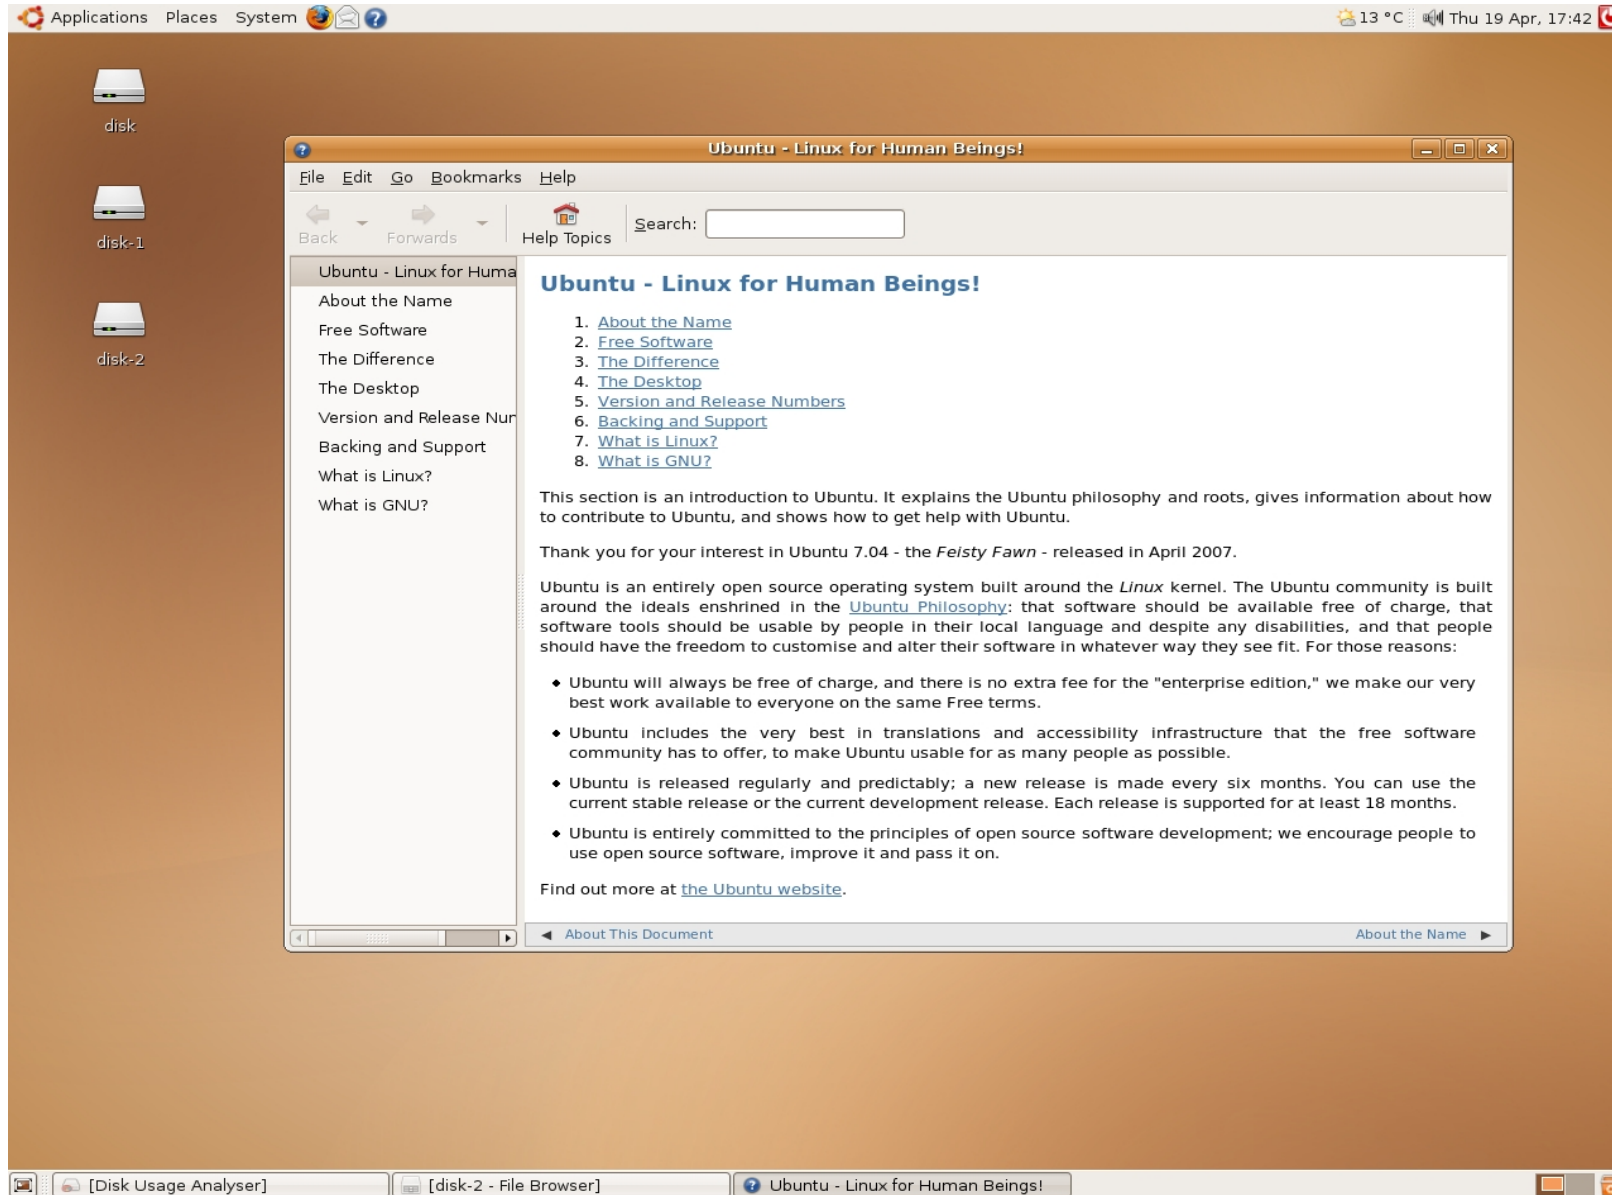 Applications Places System
13 °C Thu 19 Apr, 17:42
disk
disk-1
disk-2
Ubuntu - Linux for Human Beings!
File Edit Go Bookmarks Help
Back Forwards Help Topics Search:
Ubuntu - Linux for Huma
About the Name
Free Software
The Difference
The Desktop
Version and Release Nur
Backing and Support
What is Linux?
What is GNU?
Ubuntu - Linux for Human Beings!
1. About the Name
2. Free Software
3. The Difference
4. The Desktop
5. Version and Release Numbers
6. Backing and Support
7. What is Linux?
8. What is GNU?
This section is an introduction to Ubuntu. It explains the Ubuntu philosophy and roots, gives information about how
to contribute to Ubuntu, and shows how to get help with Ubuntu.
Thank you for your interest in Ubuntu 7.04 - the Feisty Fawn - released in April 2007.
Ubuntu is an entirely open source operating system built around the Linux kernel. The Ubuntu community is built
around the ideals enshrined in the Ubuntu Philosophy: that software should be available free of charge, that
software tools should be usable by people in their local language and despite any disabilities, and that people
should have the freedom to customise and alter their software in whatever way they see fit. For those reasons:
◆ Ubuntu will always be free of charge, and there is no extra fee for the "enterprise edition," we make our very
best work available to everyone on the same Free terms.
◆ Ubuntu includes the very best in translations and accessibility infrastructure that the free software
community has to offer, to make Ubuntu usable for as many people as possible.
◆ Ubuntu is released regularly and predictably; a new release is made every six months. You can use the
current stable release or the current development release. Each release is supported for at least 18 months.
◆ Ubuntu is entirely committed to the principles of open source software development; we encourage people to
use open source software, improve it and pass it on.
Find out more at the Ubuntu website.
About This Document About the Name
[Disk Usage Analyser] [disk-2 - File Browser] Ubuntu - Linux for Human Beings!